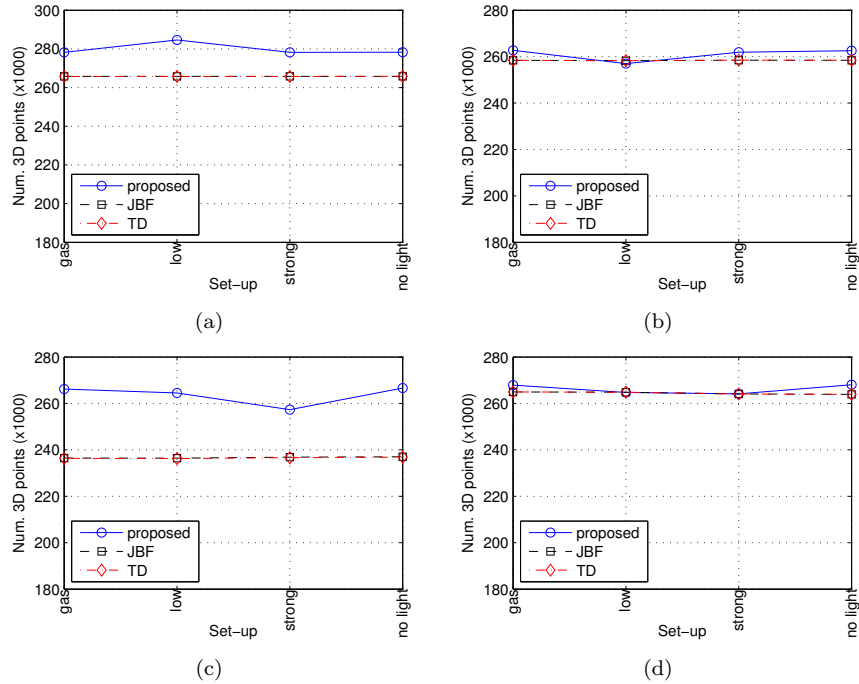 300
280
260
240
220
200
180
Num. 3D points (x1000)
proposed
JBF
TD
gas
low
strong
no light
Set−up
(a)
280
260
240
220
200
180
Num. 3D points (x1000)
proposed
JBF
TD
gas
low
strong
no light
Set−up
(b)
280
260
240
220
200
180
Num. 3D points (x1000)
proposed
JBF
TD
gas
low
strong
no light
Set−up
(c)
280
260
240
220
200
180
Num. 3D points (x1000)
proposed
JBF
TD
gas
low
strong
no light
Set−up
(d)